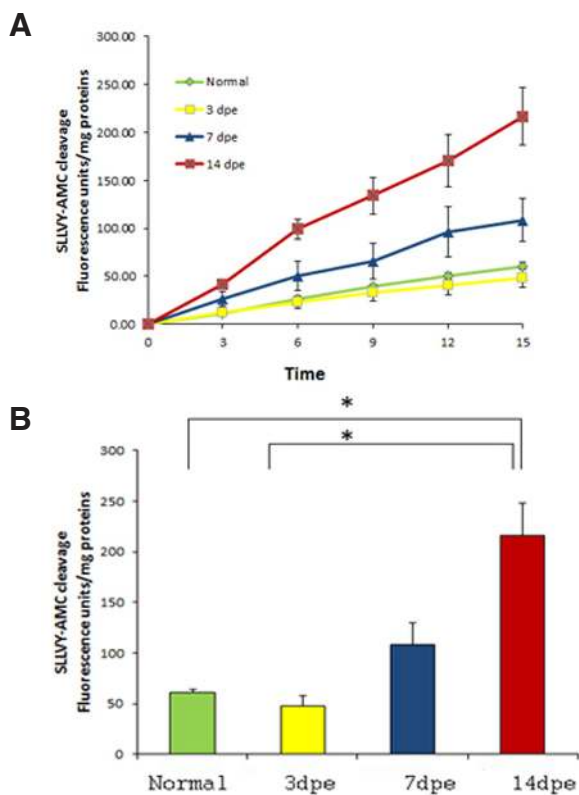 A
SLLVY-AMC cleavage
Fluorescence units/mg proteins
300.00
250.00
200.00
150.00
100.00
50.00
0.00
Normal
3 dpe
7 dpe
14 dpe
0 3 6 9 12 15
Time
B
* 
*
SLLVY-AMC cleavage
Fluorescence units/mg proteins
300
250
200
150
100
50
0
Normal 3dpe 7dpe 14dpe